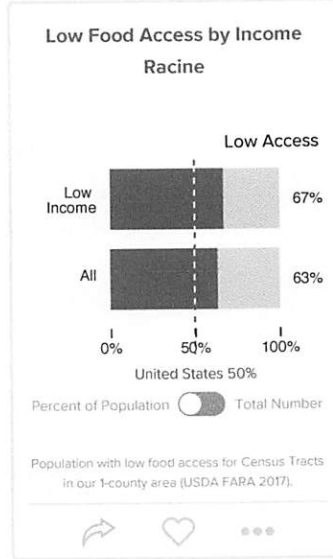 Low Food Access by Income
Racine
Low Access
Low
Income
67%
All
63%
0%
50%
100%
United States 50%
Percent of Population
Total Number
Population with low food access for Census Tracts
in our 1-county area (USDA FARA 2017).